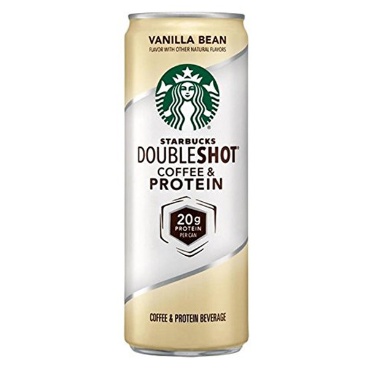 VANILLA BEAN
FLAVOR WITH OTHER NATURAL FLAVORS
STARBUCKS
DOUBLESHOT®
COFFEE &
PROTEIN
20g
PROTEIN
PER CAN
COFFEE & PROTEIN BEVERAGE